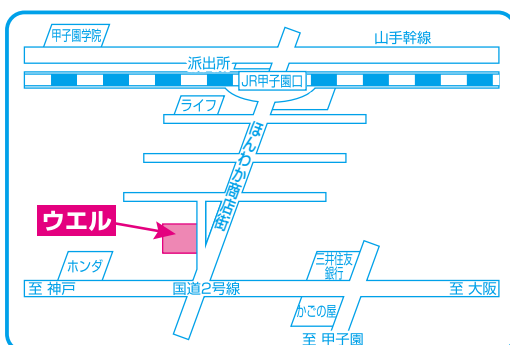 甲子園学院
山手幹線
派出所
JR甲子園口
ライフ
ほんわか商店街
ウエル
ホンダ
三井住友
銀行
至 神戸
国道2号線
至 大阪
かごの屋
至 甲子園